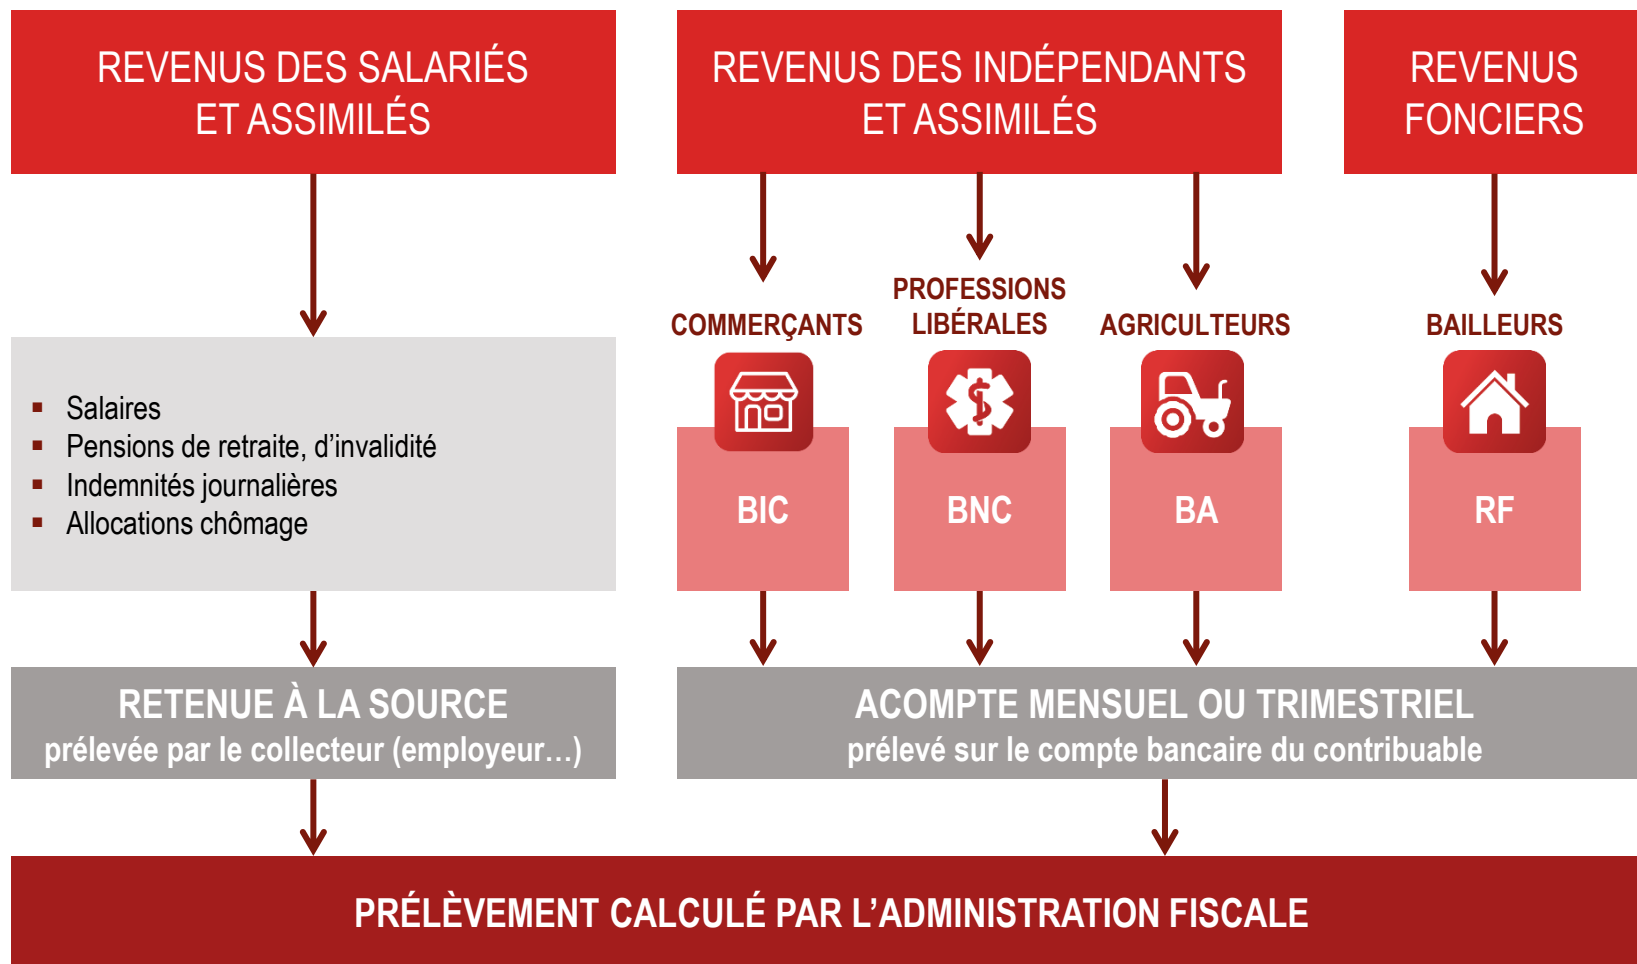 REVENUS DES SALARIÉS
ET ASSIMILÉS
REVENUS DES INDÉPENDANTS
ET ASSIMILÉS
REVENUS
FONCIERS
COMMERÇANTS
PROFESSIONS
LIBÉRALES
AGRICULTEURS
BAILLEURS
▪ Salaires
▪ Pensions de retraite, d’invalidité
▪ Indemnités journalières
▪ Allocations chômage
BIC
BNC
BA
RF
RETENUE À LA SOURCE
prélevée par le collecteur (employeur…)
ACOMPTE MENSUEL OU TRIMESTRIEL
prélevé sur le compte bancaire du contribuable
PRÉLÈVEMENT CALCULÉ PAR L’ADMINISTRATION FISCALE